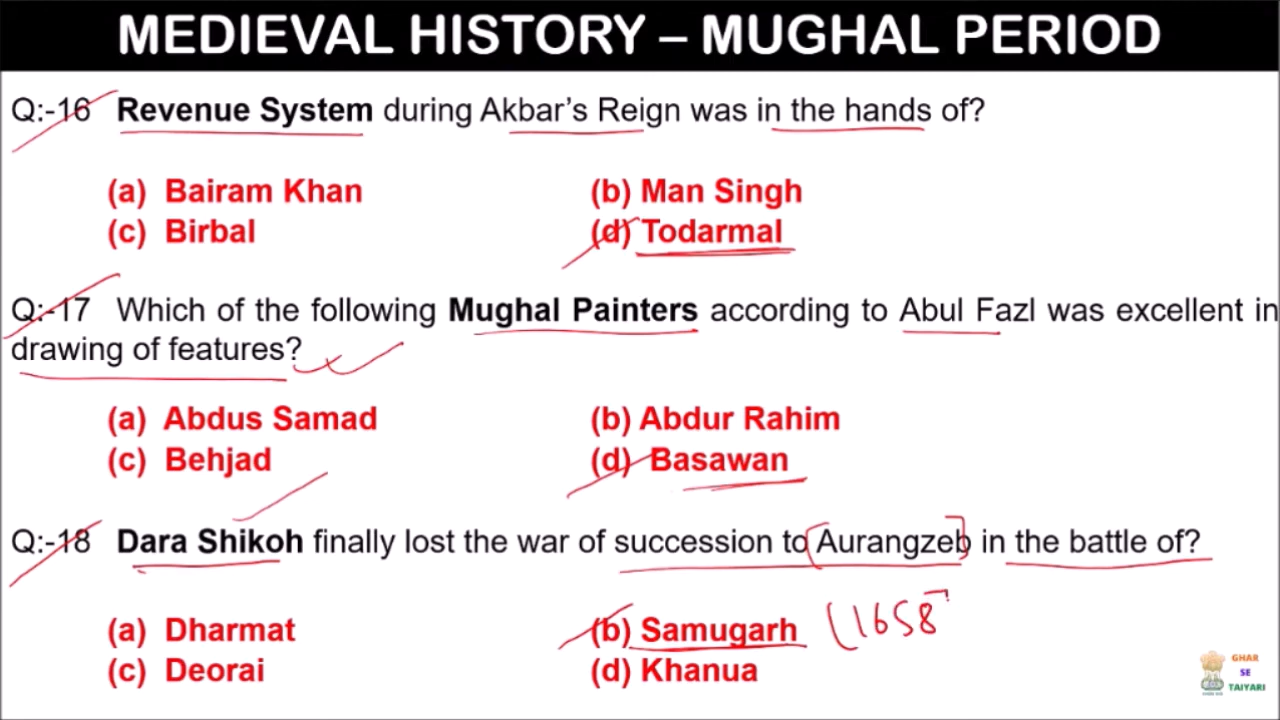 MEDIEVAL HISTORY – MUGHAL PERIOD
Q:-16 Revenue System during Akbar's Reign was in the hands of?
(a) Bairam Khan (b) Man Singh
(c) Birbal (d) Todarmal
Q:-17 Which of the following Mughal Painters according to Abul Fazl was excellent in
drawing of features?
(a) Abdus Samad (b) Abdur Rahim
(c) Behjad (d) Basawan
Q:-18 Dara Shikoh finally lost the war of succession to Aurangzeb in the battle of?
(a) Dharmat (b) Samugarh (1658
(c) Deorai (d) Khanua
GHAR
SE
TAIYARI